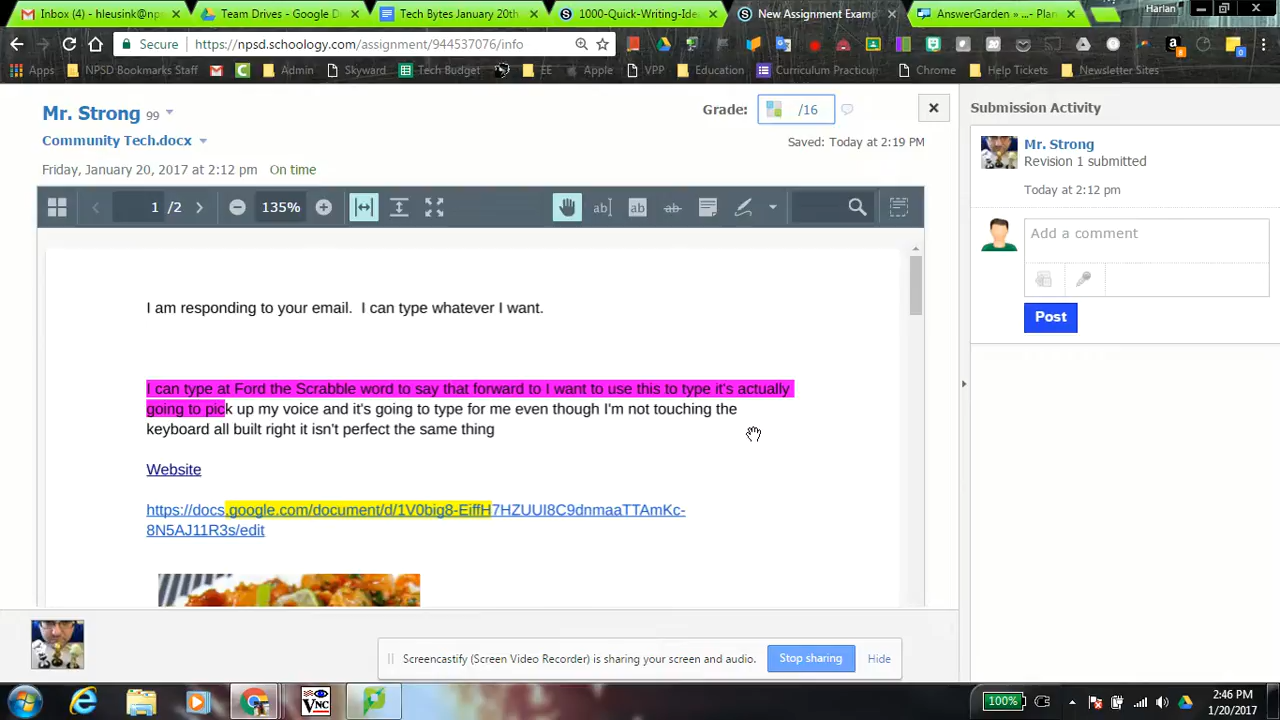 Inbox (4) - hleusink@np
Team Drives - Google D
Tech Bytes January 20th
1000-Quick-Writing-Ide
New Assignment Examp
AnswerGarden » ...- Plan
Harlan
Secure
https://npsd.schoology.com/assignment/944537076/info
Apps
NPSD Bookmarks Staff
Admin
Skyward
Tech Budget
EE
Apple
VPP
Education
Curriculum Practicum
Chrome
Help Tickets
Newsletter Sites
Mr. Strong 99
Grade: /16
Submission Activity
Community Tech.docx
Saved: Today at 2:19 PM
Friday, January 20, 2017 at 2:12 pm On time
Mr. Strong
Revision 1 submitted
Today at 2:12 pm
1 /2
135%
Add a comment
Post
I am responding to your email. I can type whatever I want.
I can type at Ford the Scrabble word to say that forward to I want to use this to type it's actually
going to pick up my voice and it's going to type for me even though I'm not touching the
keyboard all built right it isn't perfect the same thing
Website
https://docs.google.com/document/d/1V0big8-EiffH7HZUUI8C9dnmaaTTAmKc-
8N5AJ11R3s/edit
Screencastify (Screen Video Recorder) is sharing your screen and audio.
Stop sharing
Hide
100%
2:46 PM
1/20/2017